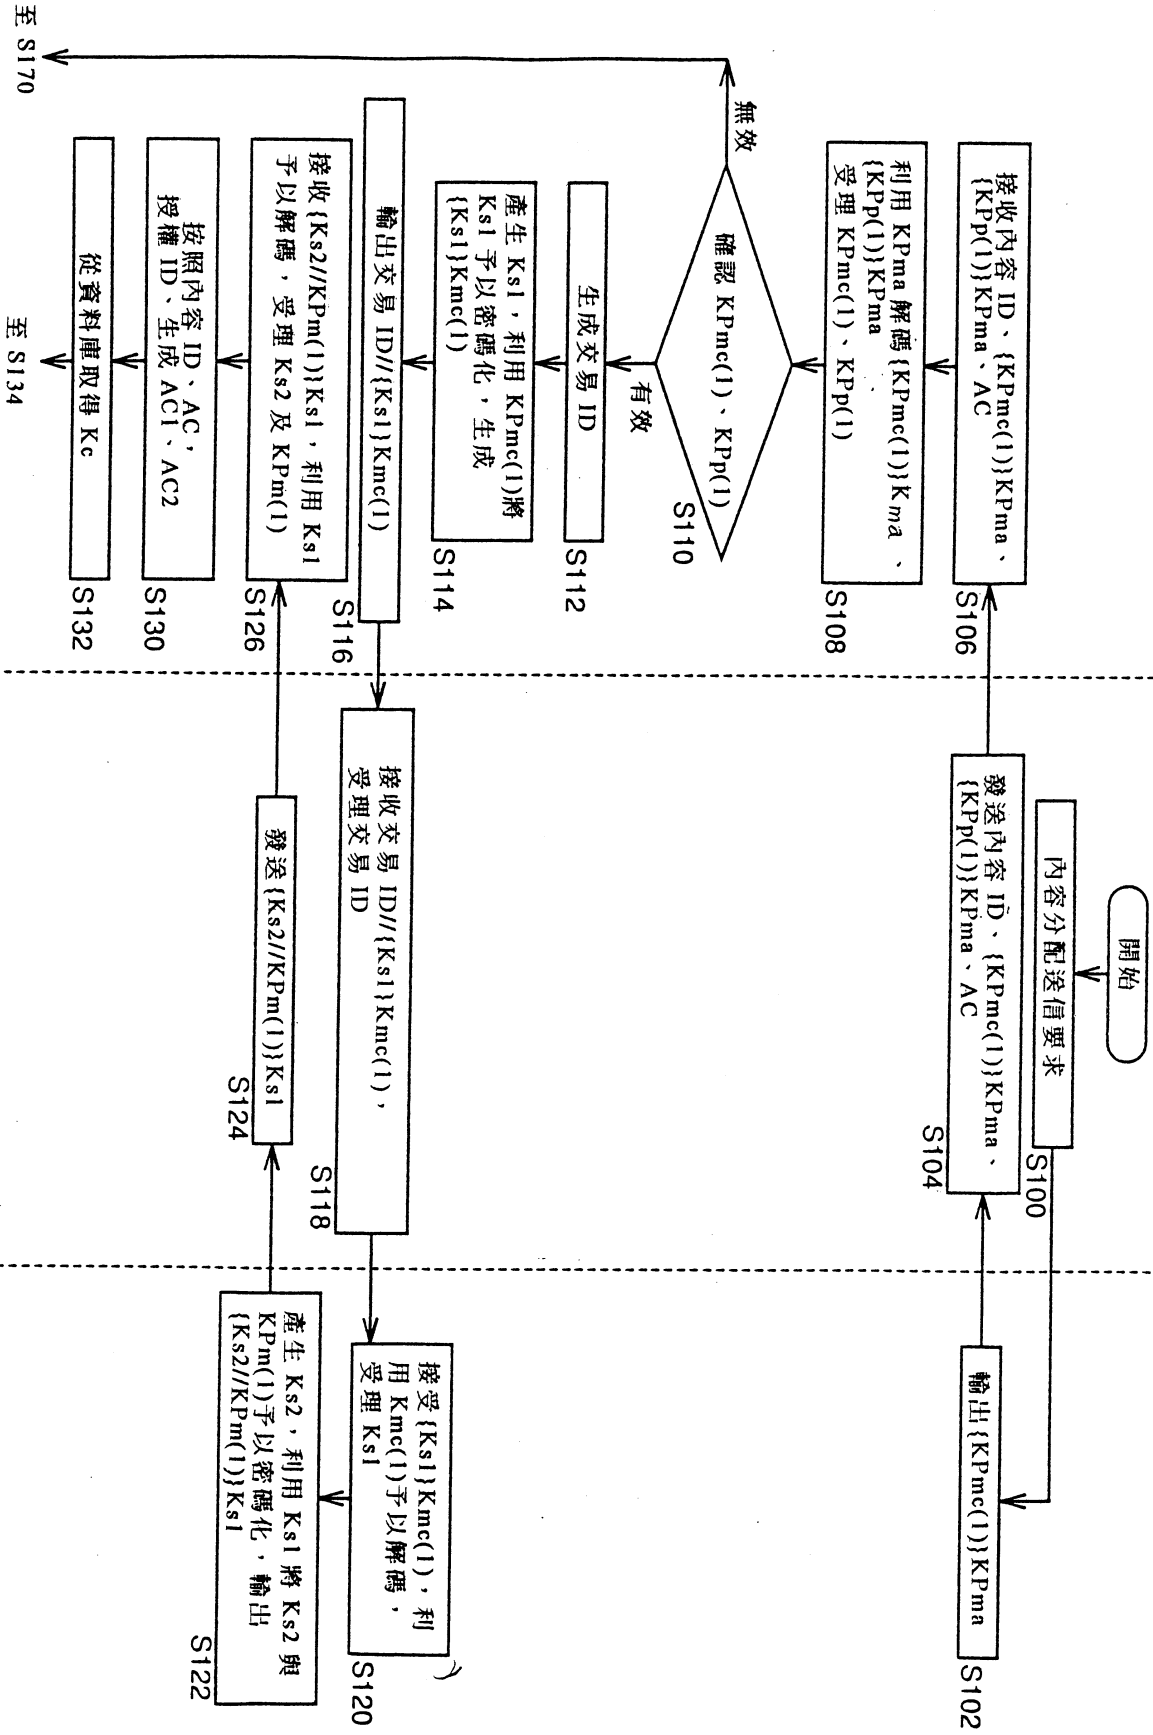 開始
內容分配送信要求
S100
輸出{KPmc(1)}KPma
S102
發送內容 ID、{KPmc(1)}KPma、
{KPp(1)}KPma、AC
S104
接收內容 ID、{KPmc(1)}KPma、
{KPp(1)}KPma、AC
S106
利用 KPma 解碼{KPmc(1)}Kma、
{KPp(1)}KPma、
受理 KPmc(1)、KPp(1)
S108
確認 KPmc(1)、KPp(1)
S110
無效
有效
至 S170
生成交易 ID
S112
產生 Ks1，利用 KPmc(1)將
Ks1 予以密碼化，生成
{Ks1}Kmc(1)
S114
輸出交易 ID//{Ks1}Kmc(1)
S116
接收交易 ID//{Ks1}Kmc(1)，
受理交易 ID
S118
接受{Ks1}Kmc(1)，利
用 Kmc(1)予以解碼，
受理 Ks1
S120
產生 Ks2，利用 Ks1 將 Ks2 與
KPm(1)予以密碼化，輸出
{Ks2//KPm(1)}Ks1
S122
發送{Ks2//KPm(1)}Ks1
S124
接收{Ks2//KPm(1)}Ks1，利用 Ks1
予以解碼，受理 Ks2 及 KPm(1)
S126
按照內容 ID、AC，
授權 ID、生成 AC1、AC2
S130
從資料庫取得 Kc
S132
至 S134